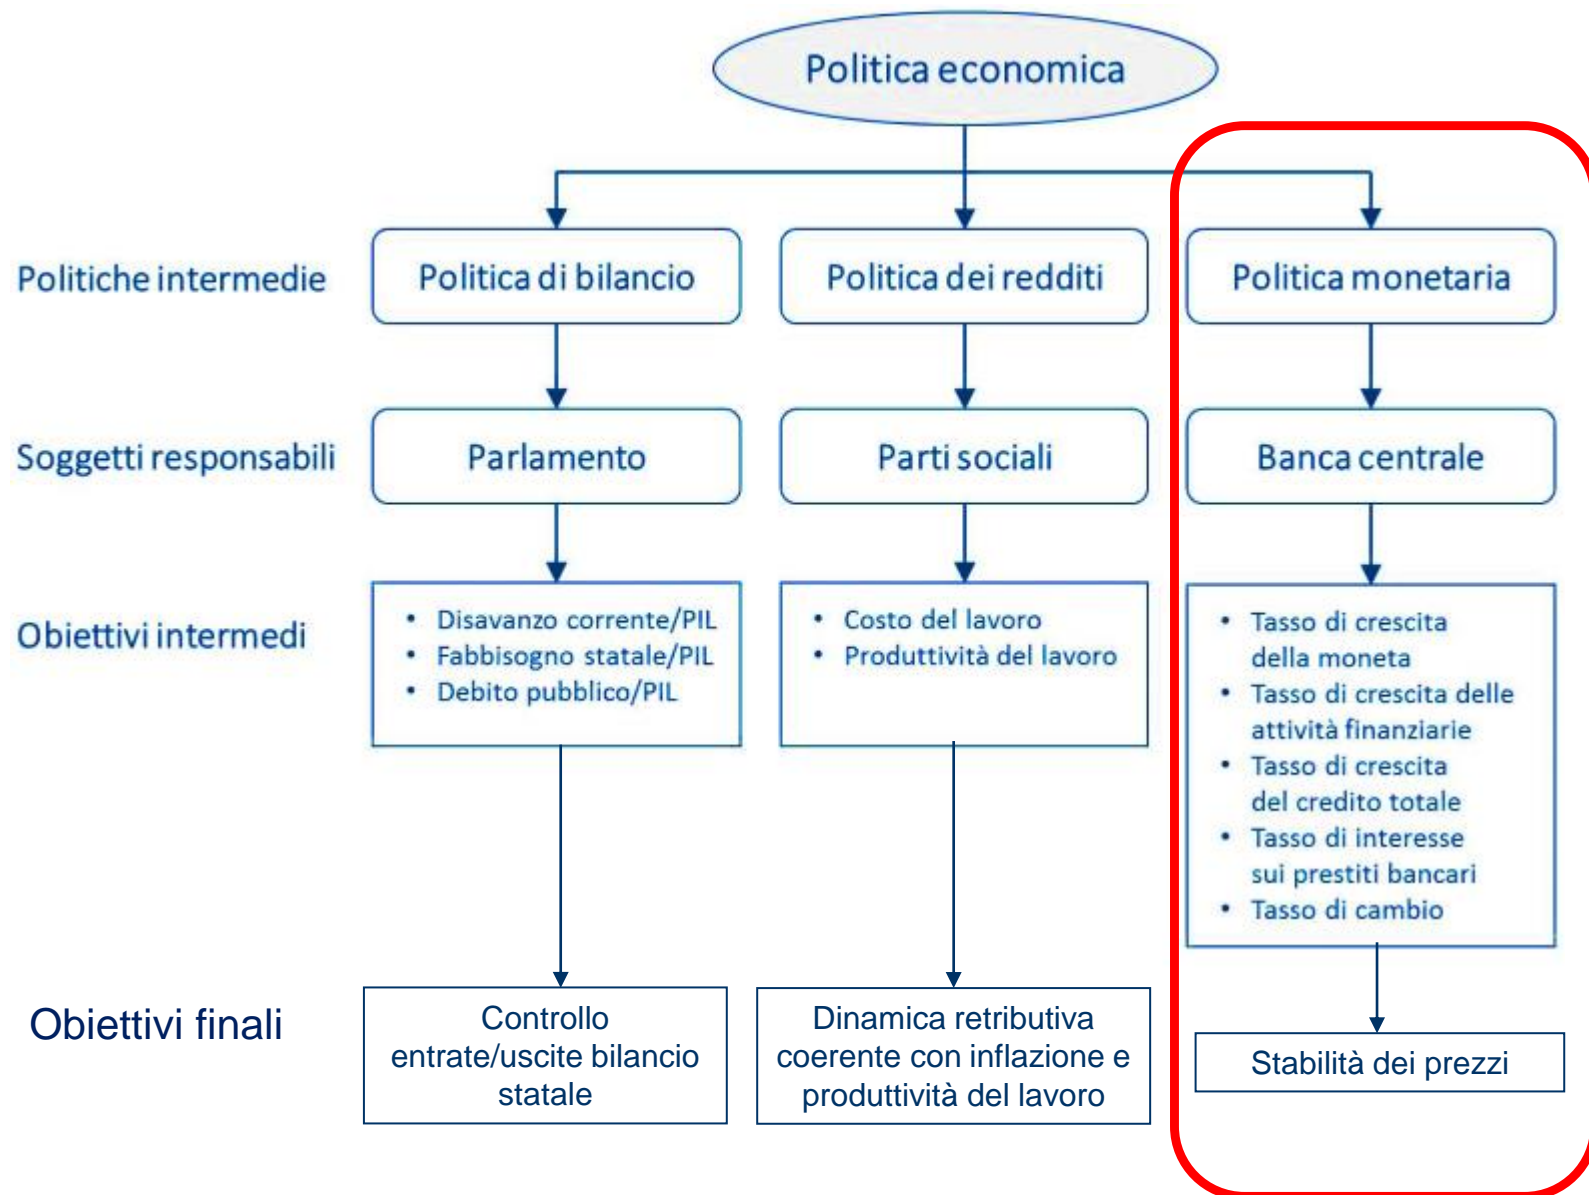 Politica economica
Politiche intermedie
Politica di bilancio
Politica dei redditi
Politica monetaria
Soggetti responsabili
Parlamento
Parti sociali
Banca centrale
Obiettivi intermedi
• Disavanzo corrente/PIL
• Fabbisogno statale/PIL
• Debito pubblico/PIL
• Costo del lavoro
• Produttività del lavoro
• Tasso di crescita
della moneta
• Tasso di crescita delle
attività finanziarie
• Tasso di crescita
del credito totale
• Tasso di interesse
sui prestiti bancari
• Tasso di cambio
Obiettivi finali
Controllo
entrate/uscite bilancio
statale
Dinamica retributiva
coerente con inflazione e
produttività del lavoro
Stabilità dei prezzi